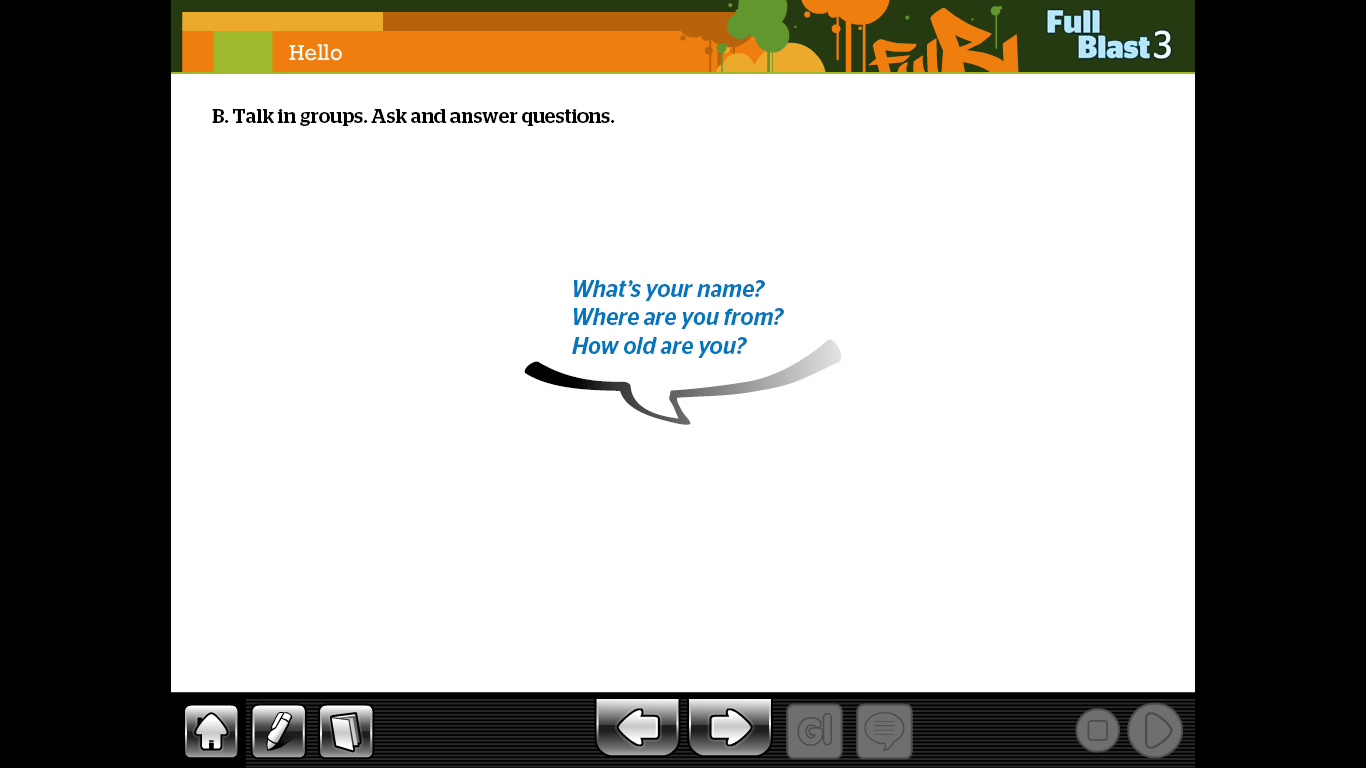 Hello
Full
Blast 3
B. Talk in groups. Ask and answer questions.
What's your name?
Where are you from?
How old are you?
GI